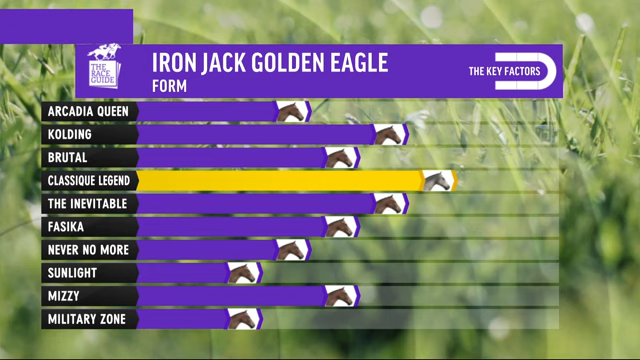 THE
RACE
GUIDE
IRON JACK GOLDEN EAGLE
FORM
THE KEY FACTORS
ARCADIA QUEEN
KOLDING
BRUTAL
CLASSIQUE LEGEND
THE INEVITABLE
FASIKA
NEVER NO MORE
SUNLIGHT
MIZZY
MILITARY ZONE